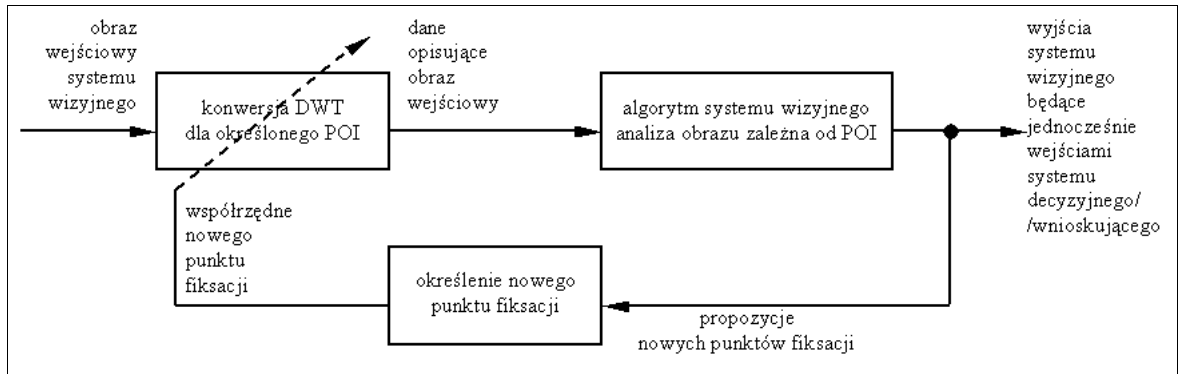 obraz
wejściowy
systemu
wizyjnego
konwersja DWT
dla określonego POI
dane
opisujące
obraz
wejściowy
algorytm systemu wizyjnego
analiza obrazu zależna od POI
wyjścia
systemu
wizyjnego
będące
jednocześnie
wejściami
systemu
decyzyjnego/
/wnioskującego
współrzędne
nowego
punktu
fiksacji
określenie nowego
punktu fiksacji
propozycje
nowych punktów fiksacji